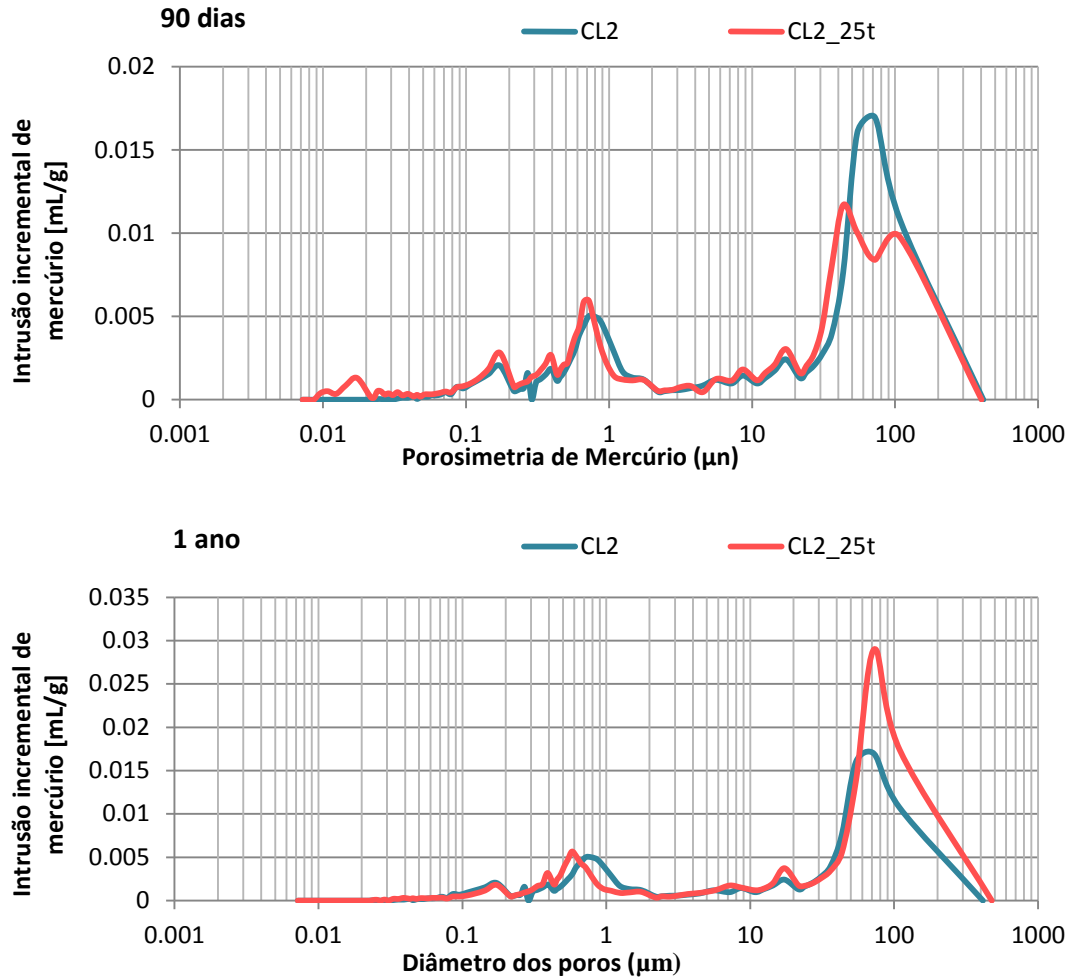 90 dias
CL2
CL2_25t
Intrusão incremental de
mercúrio [mL/g]
0.02
0.015
0.01
0.005
0
0.001
0.01
0.1
1
10
100
1000
Porosimetria de Mercúrio (µn)
1 ano
CL2
CL2_25t
Intrusão incremental de
mercúrio [mL/g]
0.035
0.03
0.025
0.02
0.015
0.01
0.005
0
0.001
0.01
0.1
1
10
100
1000
Diâmetro dos poros (µm)